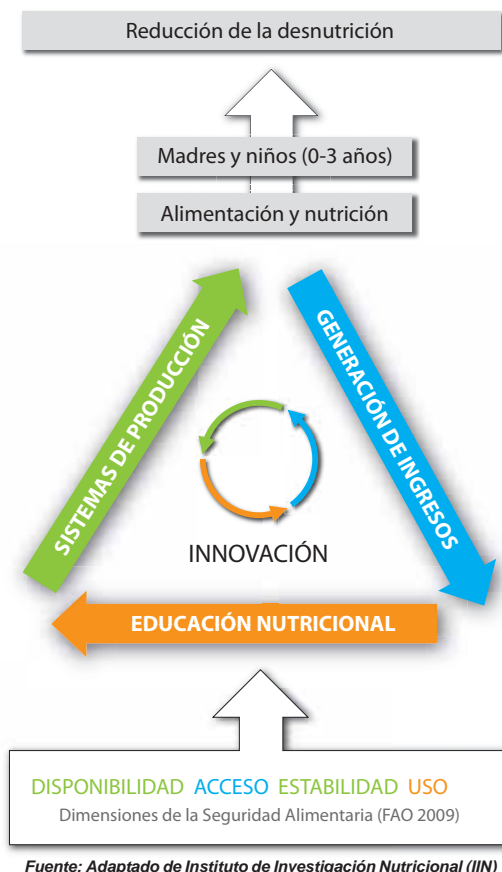 Reducción de la desnutrición
Madres y niños (0-3 años)
Alimentación y nutrición
SISTEMAS DE PRODUCCIÓN
GENERACIÓN DE INGRESOS
INNOVACIÓN
EDUCACIÓN NUTRICIONAL
DISPONIBILIDAD ACCESO ESTABILIDAD USO
Dimensiones de la Seguridad Alimentaria (FAO 2009)
Fuente: Adaptado de Instituto de Investigación Nutricional (IIN)